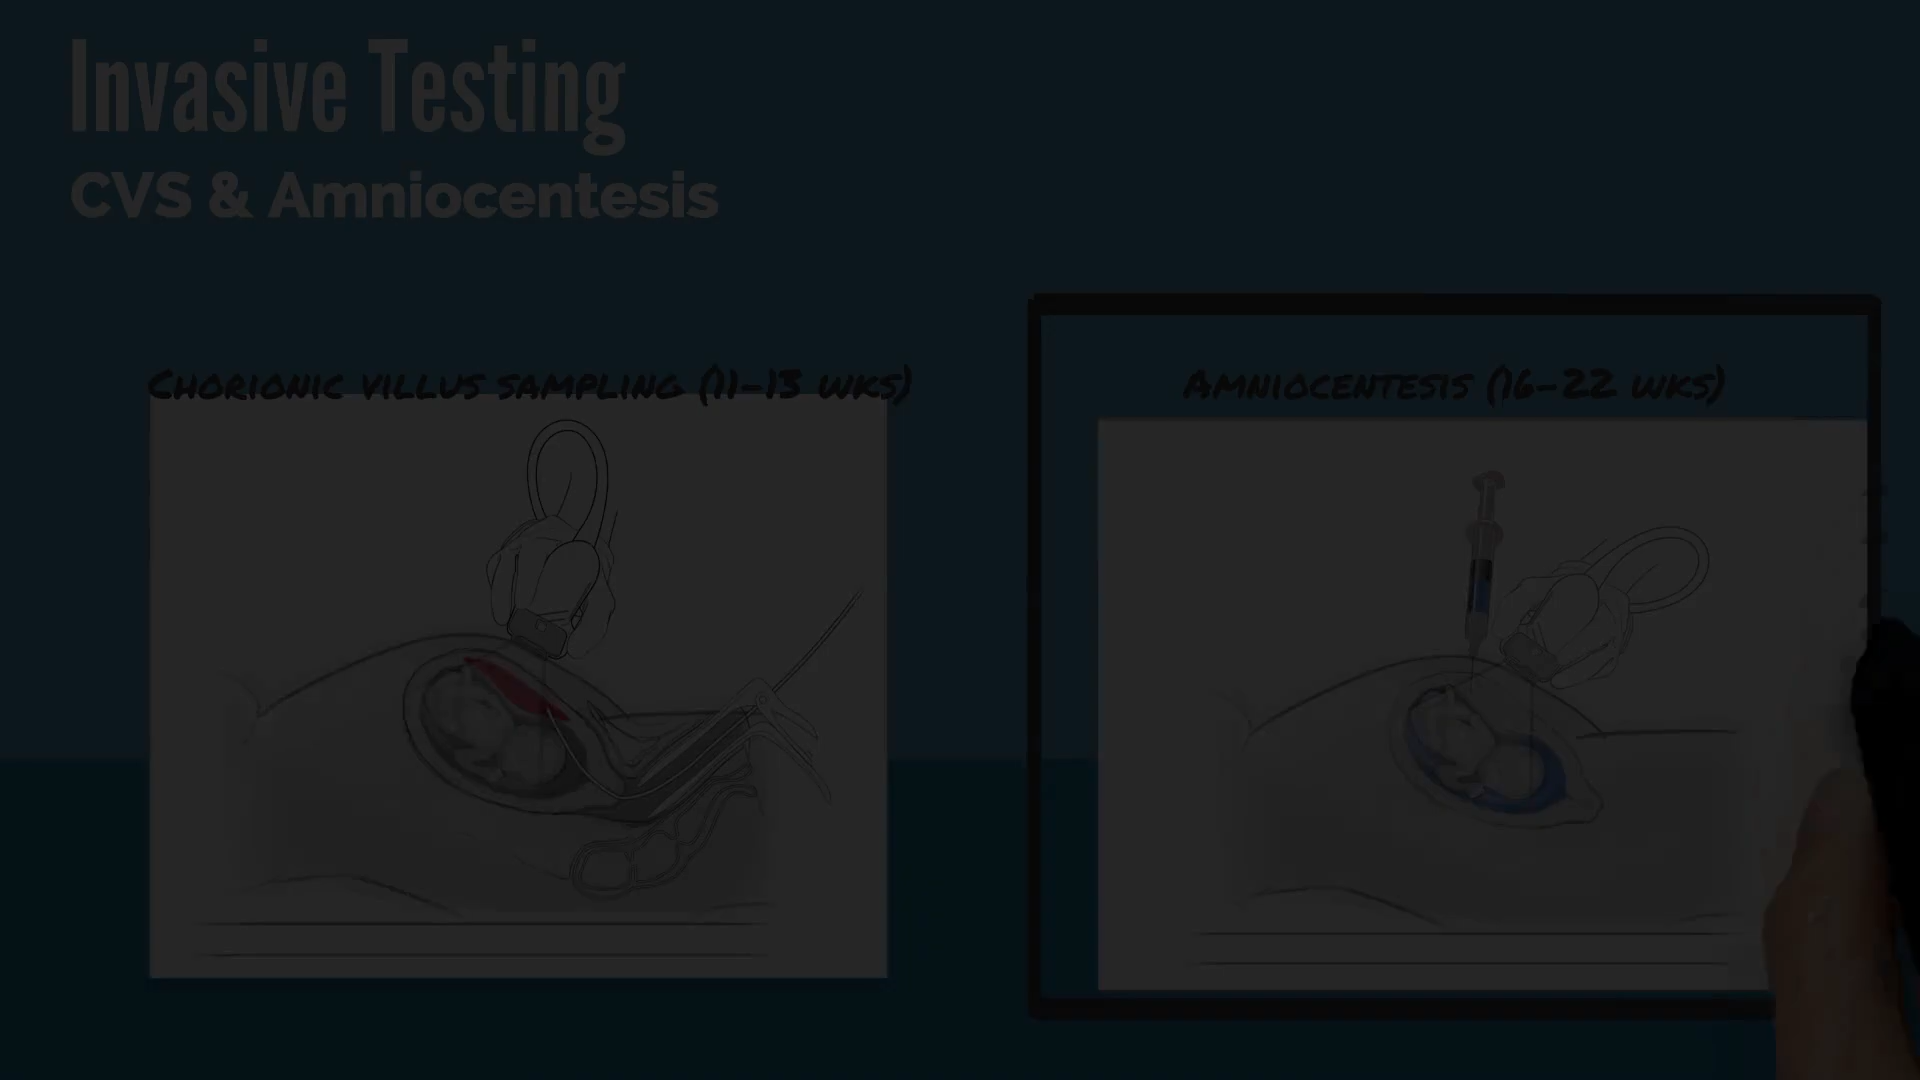 Invasive Testing
CVS & Amniocentesis
Chorionic villus sampling (11-13 wks)
Amniocentesis (16-22 wks)